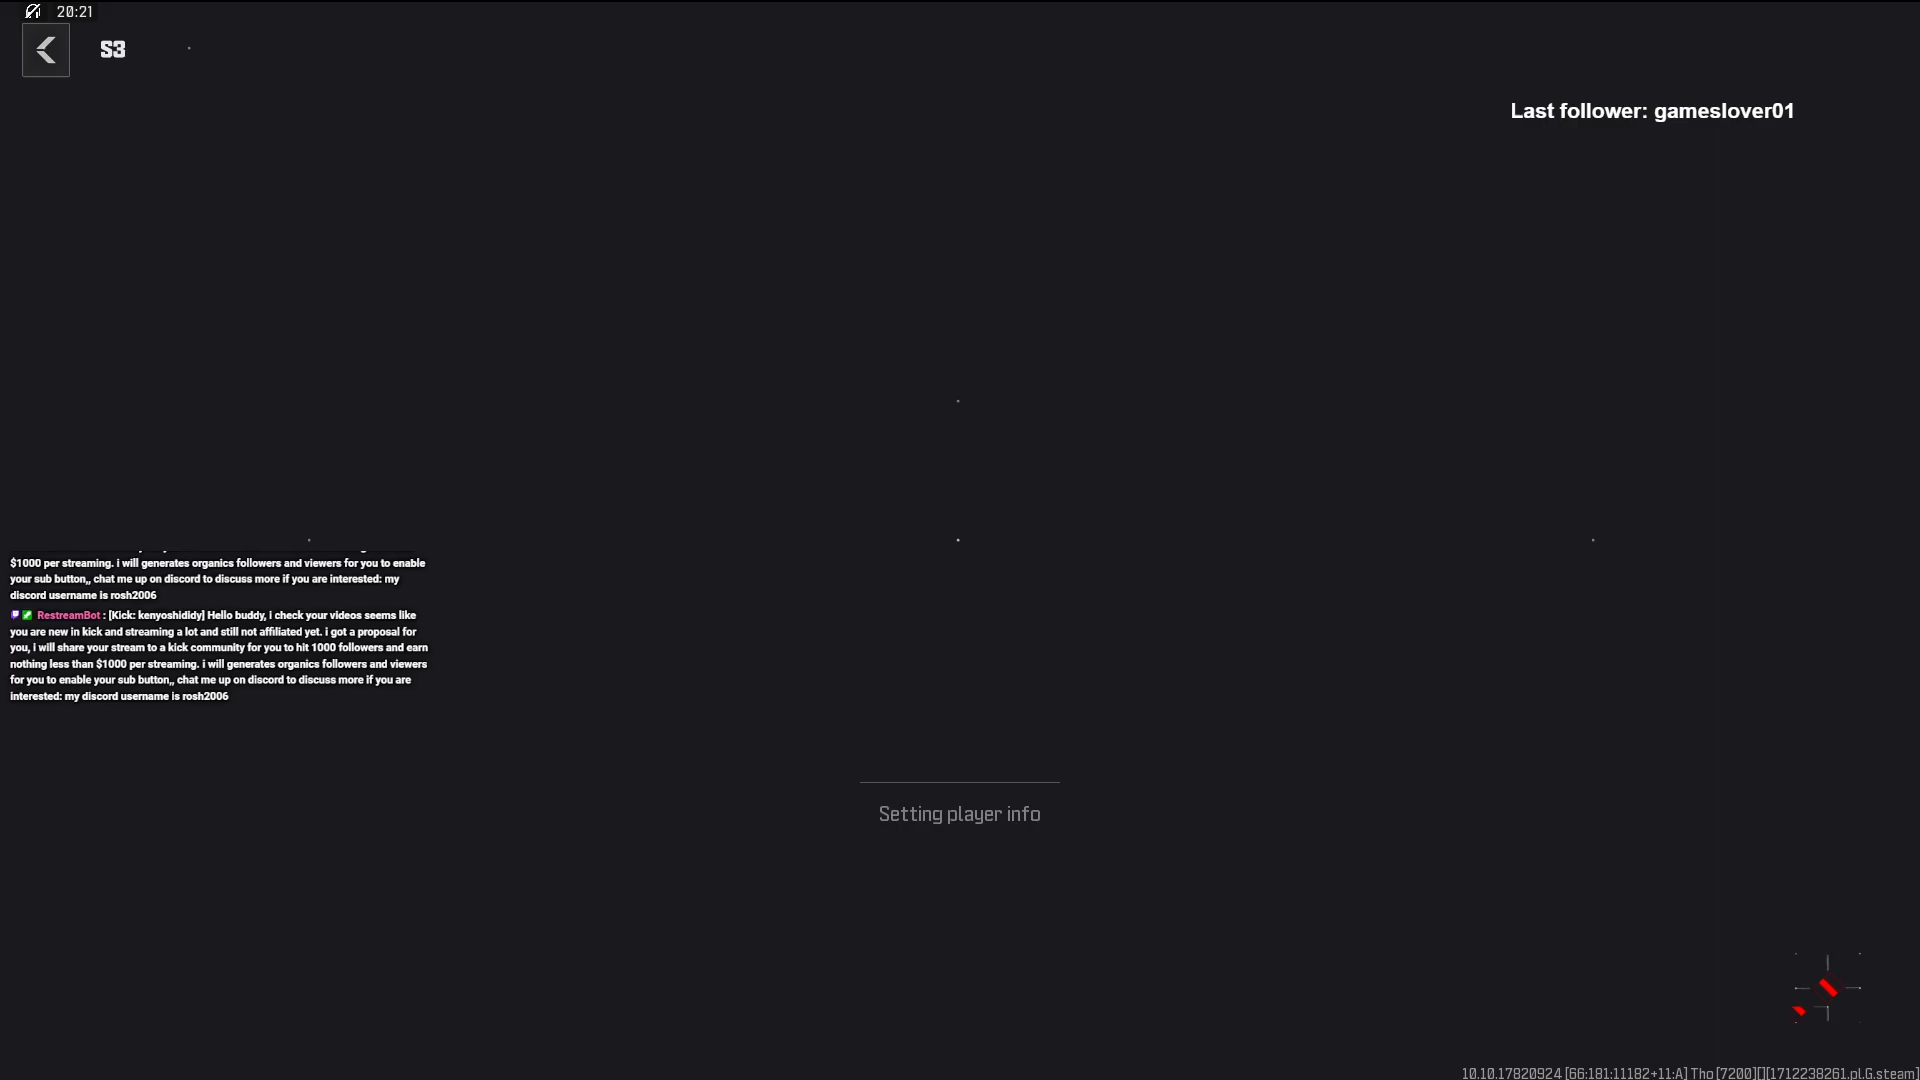 20:21
S3
Last follower: gameslover01
$1000 per streaming. i will generates organics followers and viewers for you to enable
your sub button,, chat me up on discord to discuss more if you are interested: my
discord username is rosh2006
RestreamBot : [Kick: kenyoshididy] Hello buddy, i check your videos seems like
you are new in kick and streaming a lot and still not affiliated yet. i got a proposal for
you, i will share your stream to a kick community for you to hit 1000 followers and earn
nothing less than $1000 per streaming. i will generates organics followers and viewers
for you to enable your sub button,, chat me up on discord to discuss more if you are
interested: my discord username is rosh2006
Setting player info
10.10.17820924 [66:181:11182+11:A] Tho [7200][][1712238261.pl.G.steam]